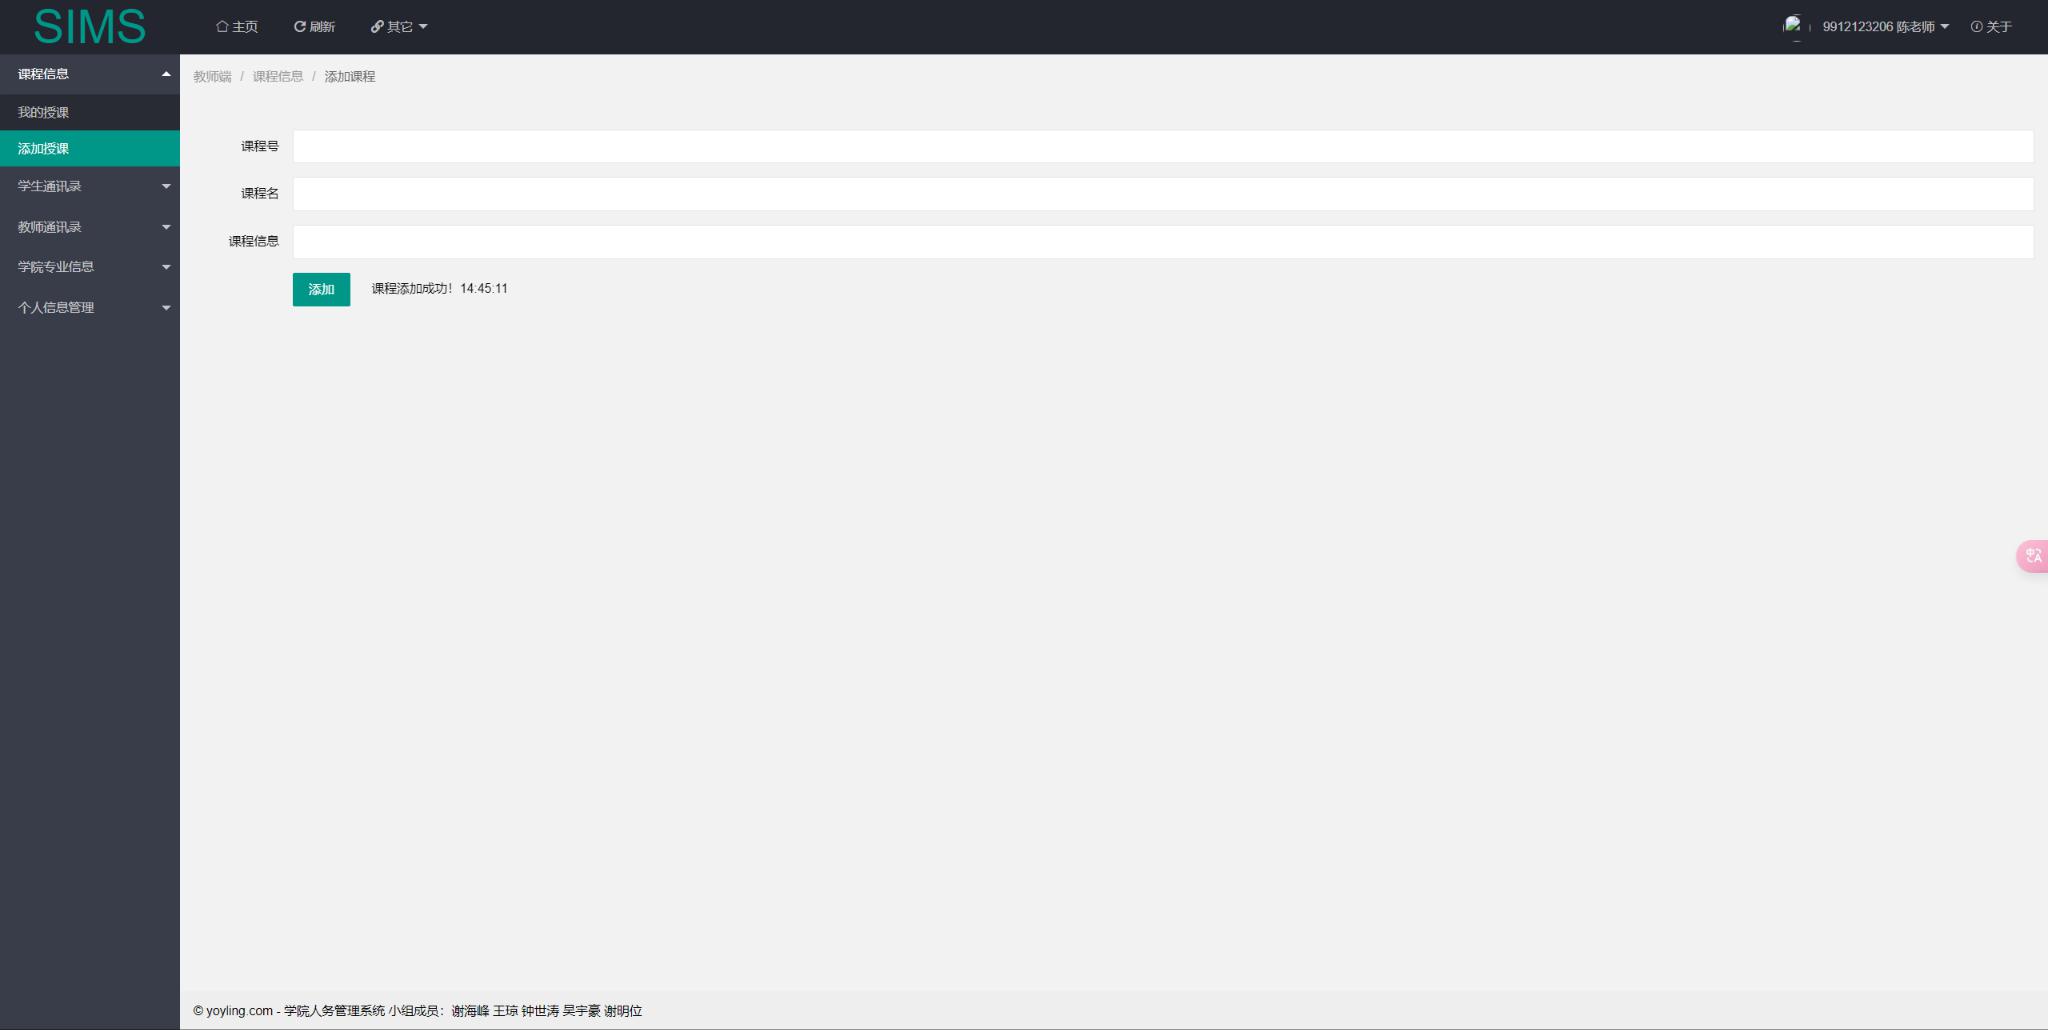 SIMS
主页 刷新 其它
9912123206 陈老师 关于
课程信息
我的授课
添加授课
学生通讯录
教师通讯录
学院专业信息
个人信息管理
教师端 / 课程信息 / 添加课程
课程号
课程名
课程信息
添加 课程添加成功！14:45:11
© yoyling.com - 学院人务管理系统 小组成员：谢海峰 王琼 钟世涛 吴宇豪 谢明位